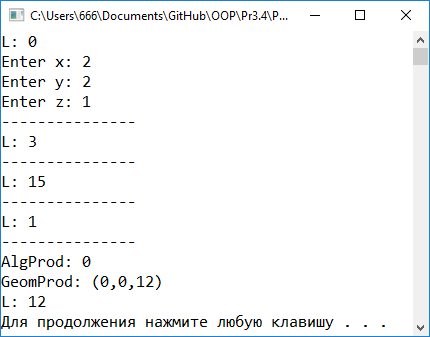 C:\Users\666\Documents\GitHub\OOP\Pr3.4\P...
L: 0
Enter x: 2
Enter y: 2
Enter z: 1
---------------
L: 3
---------------
L: 15
---------------
L: 1
---------------
AlgProd: 0
GeomProd: (0,0,12)
L: 12
Для продолжения нажмите любую клавишу . . .